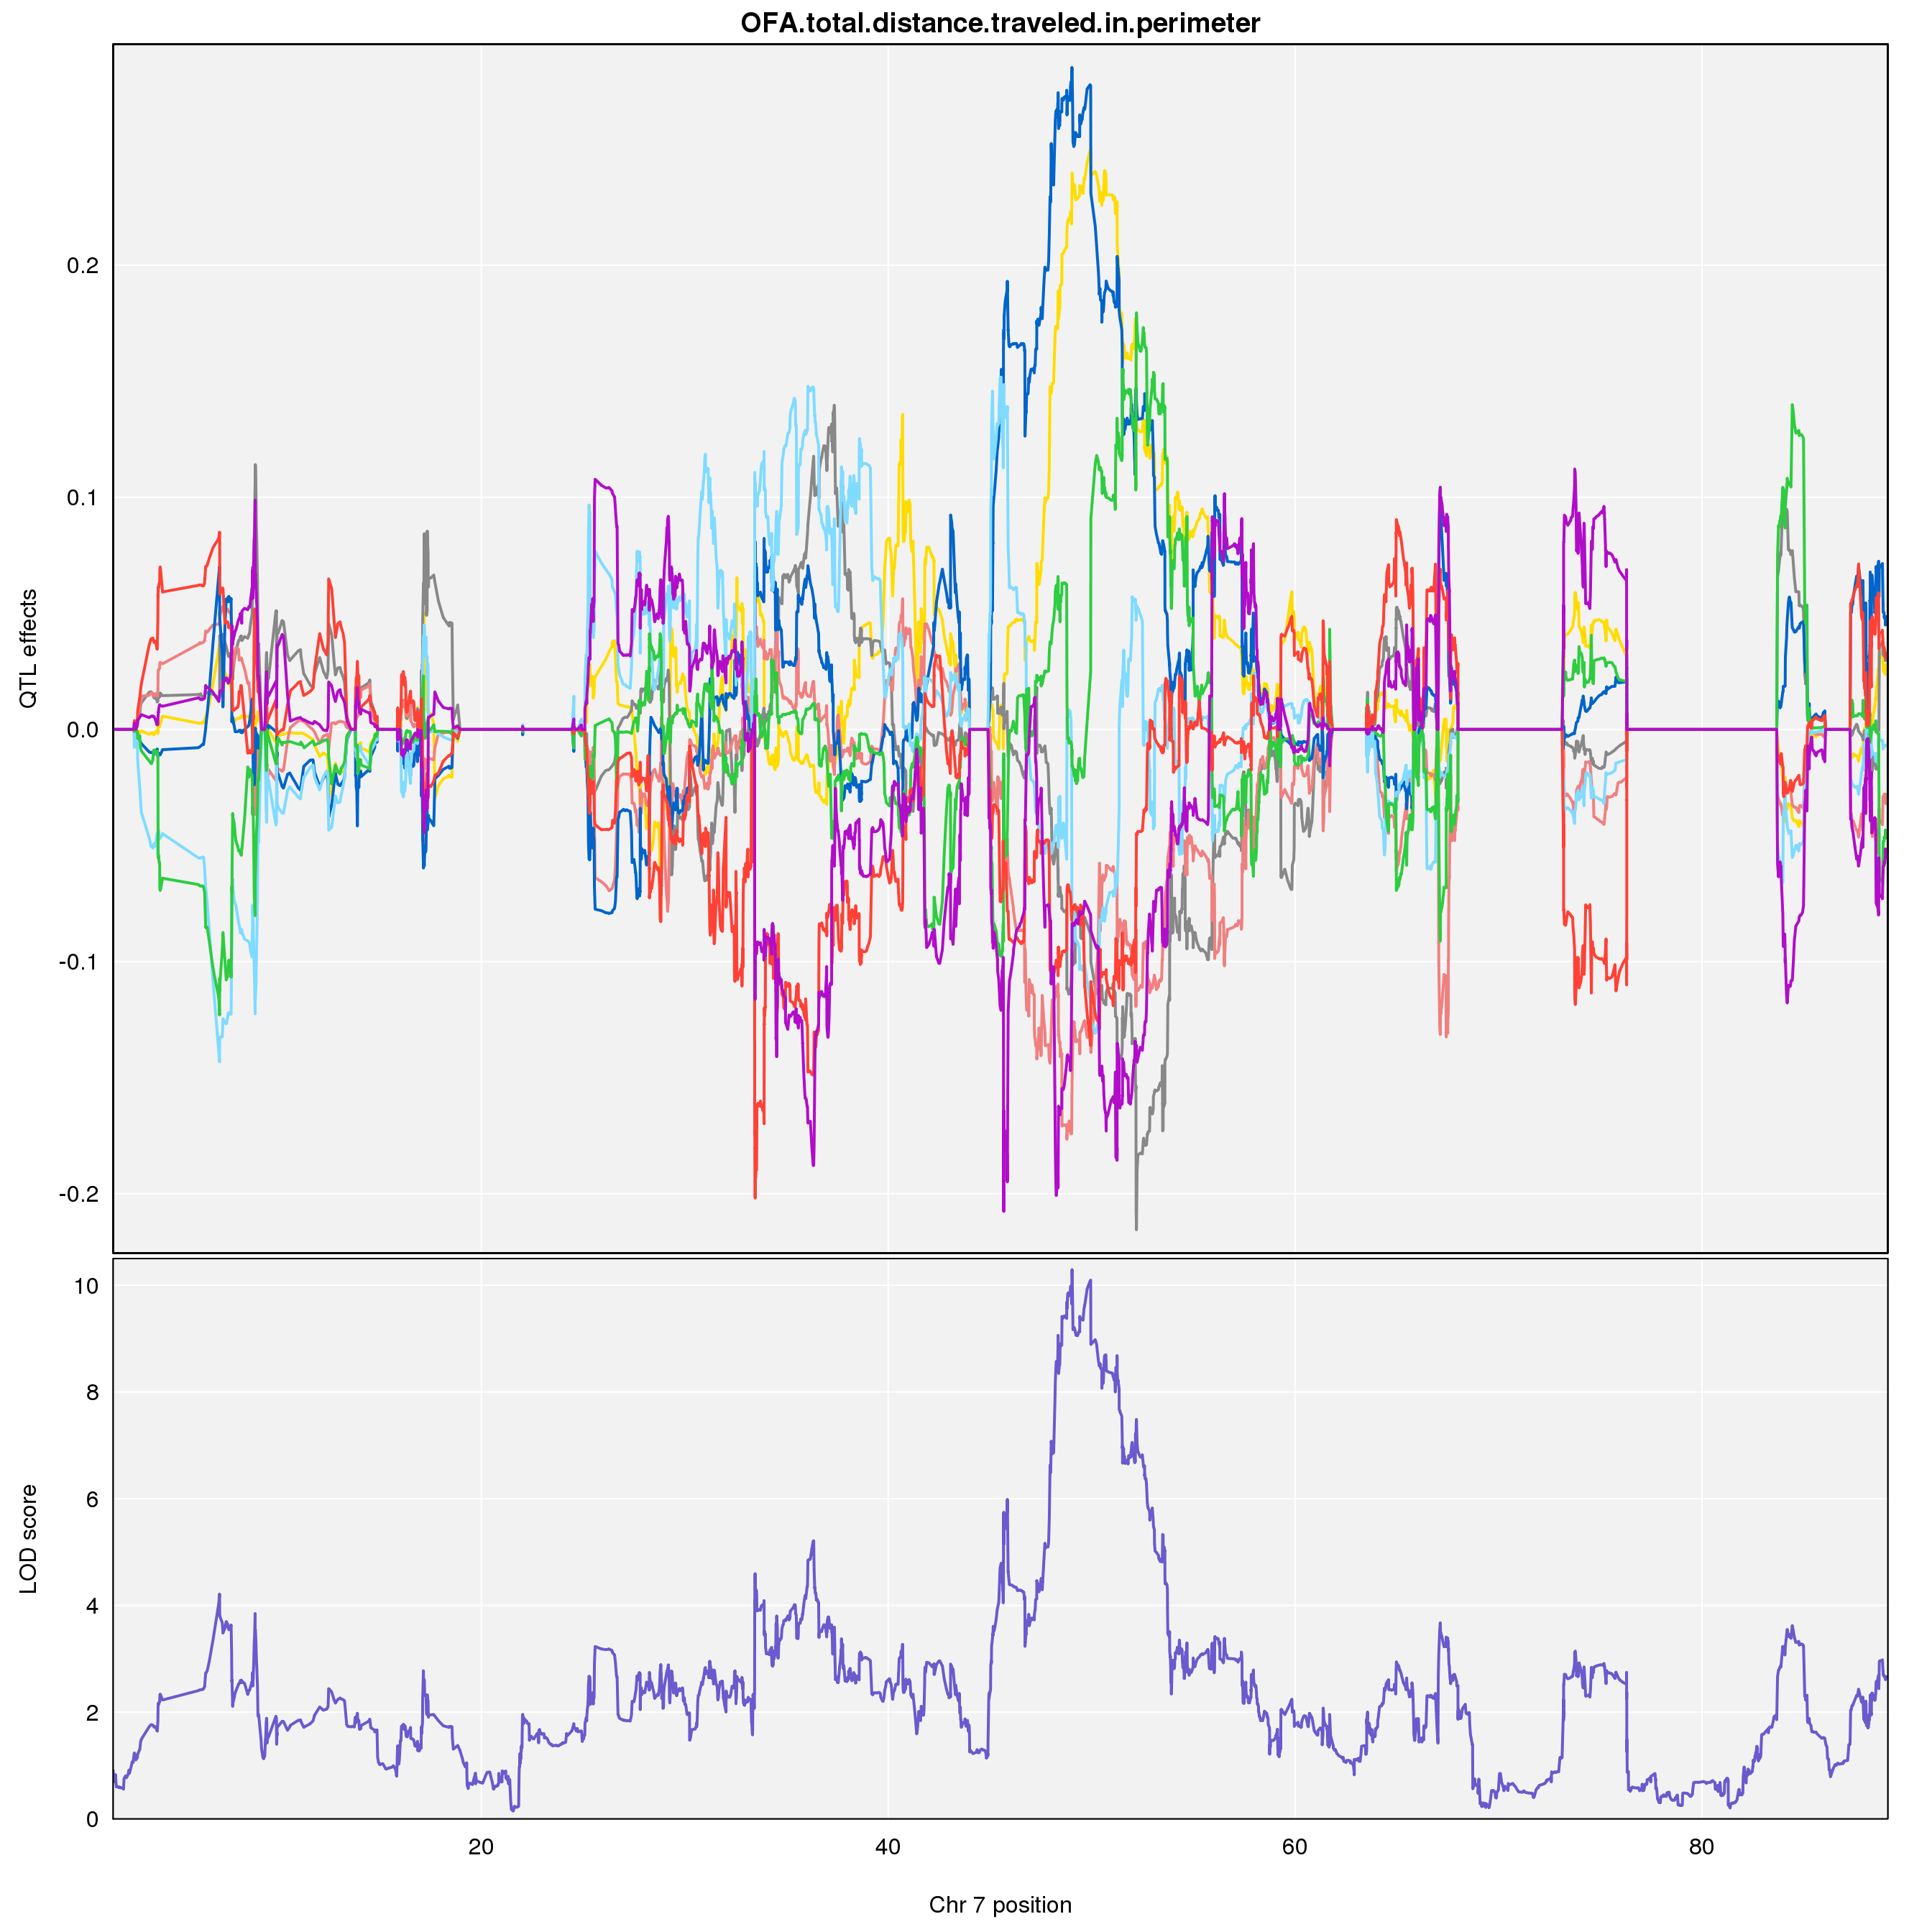 OFA.total.distance.traveled.in.perimeter
QTL effects
0.2
0.1
0.0
-0.1
-0.2
LOD score
10
8
6
4
2
0
20 40 60 80
Chr 7 position